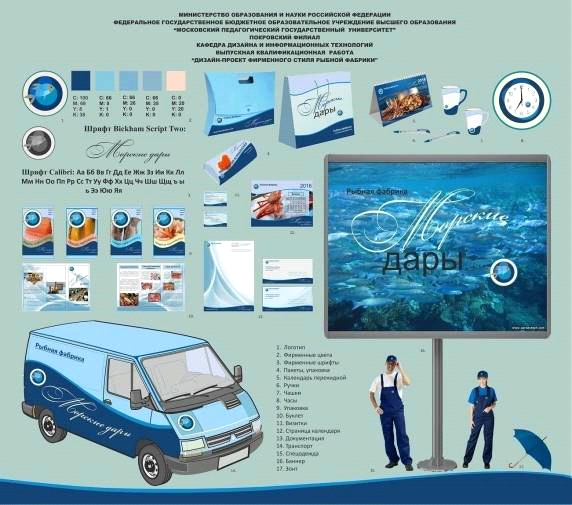 МИНИСТЕРСТВО ОБРАЗОВАНИЯ И НАУКИ РОССИЙСКОЙ ФЕДЕРАЦИИ
ФЕДЕРАЛЬНОЕ ГОСУДАРСТВЕННОЕ БЮДЖЕТНОЕ ОБРАЗОВАТЕЛЬНОЕ УЧРЕЖДЕНИЕ ВЫСШЕГО ОБРАЗОВАНИЯ
"МОСКОВСКИЙ ПЕДАГОГИЧЕСКИЙ ГОСУДАРСТВЕННЫЙ УНИВЕРСИТЕТ"
ПОКРОВСКИЙ ФИЛИАЛ
КАФЕДРА ДИЗАЙНА И ИНФОРМАЦИОННЫХ ТЕХНОЛОГИЙ
ВЫПУСКНАЯ КВАЛИФИКАЦИОННАЯ РАБОТА
"ДИЗАЙН-ПРОЕКТ ФИРМЕННОГО СТИЛЯ РЫБНОЙ ФАБРИКИ"
Шрифт Bickham Script Two:
Морские дары
Шрифт Calibri: Аа Бб Вв Гг Дд Ее Жж Зз Ии Кк Лл
Мм Нн Оо Пп Рр Сс Тт Уу Фф Хх Цц Чч Шш Щщ ъ ы
ь Ээ Юю Яя
Морские
дары
2016
2016
Рыбная фабрика
Морские
дары
Рыбная фабрика
Морские дары
1. Логотип
2. Фирменные цвета
3. Фирменные шрифты
4. Пакеты, упаковка
5. Календарь перекидной
6. Ручки
7. Чашки
8. Часы
9. Упаковка
10. Буклет
11. Визитки
12. Страница календаря
13. Документация
14. Транспорт
15. Спецодежда
16. Баннер
17. Зонт